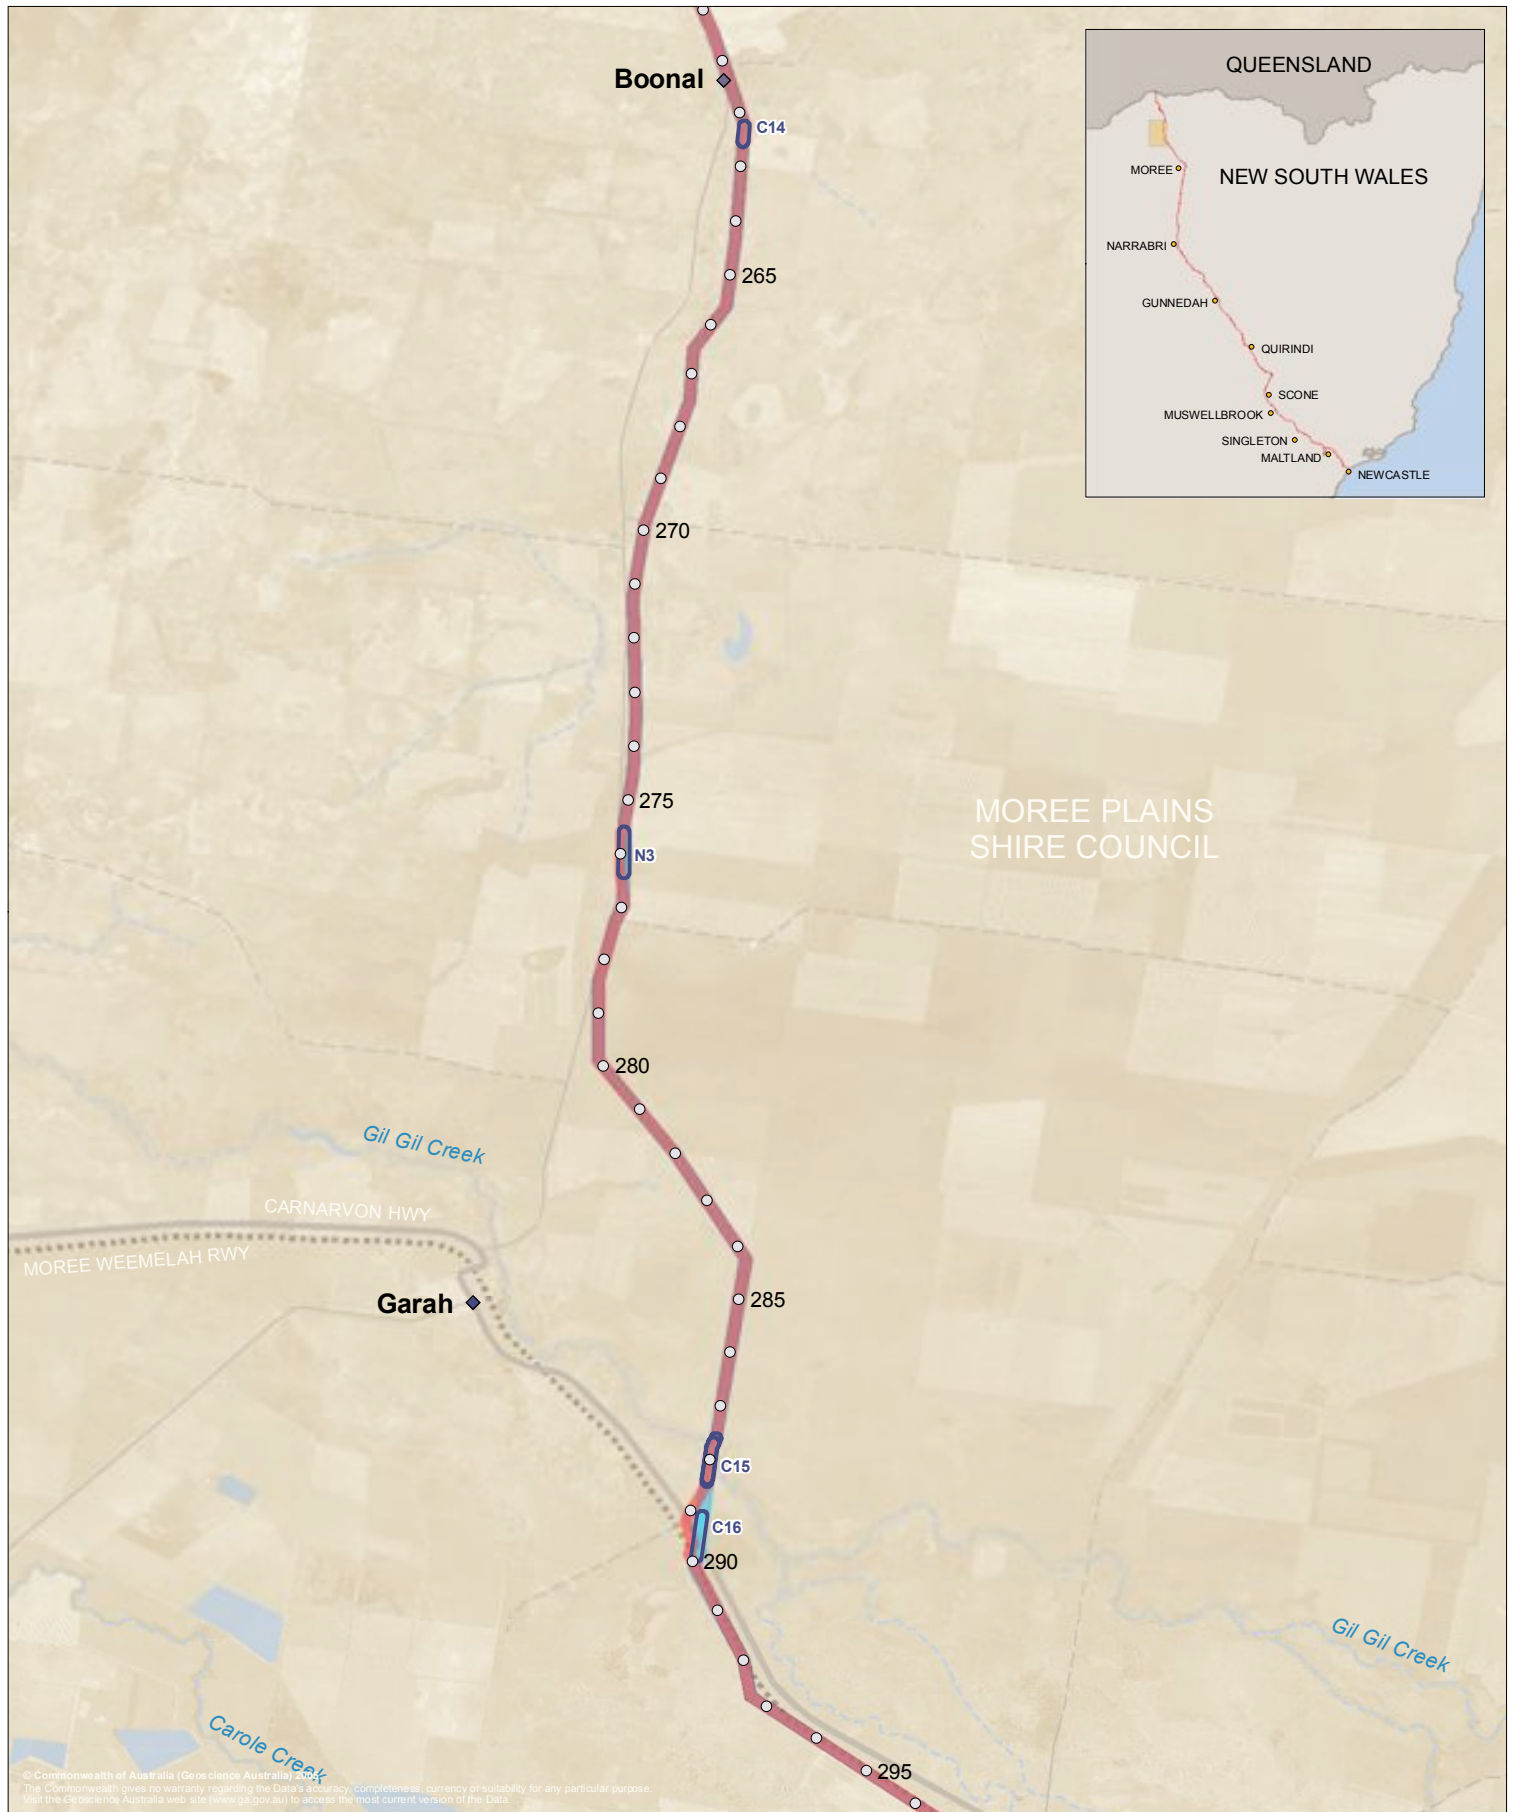 Boonal
C14
265
270
275
N3
280
285
C15
C16
290
295
QUEENSLAND
NEW SOUTH WALES
MOREE
NARRABRI
GUNNEDAH
QUIRINDI
SCONE
MUSWELLBROOK
SINGLETON
MALTLAND
NEWCASTLE
MOREE PLAINS
SHIRE COUNCIL
Gil Gil Creek
CARNARVON HWY
MOREE WEEMELAH RWY
Garah
Gil Gil Creek
Carole Creek
© Commonwealth of Australia (Geoscience Australia) 2006.
The Commonwealth gives no warranty regarding the Data's accuracy, completeness, currency or suitability for any particular purpose.
Visit the Geoscience Australia web site (www.ga.gov.au) to access the most current version of the Data.